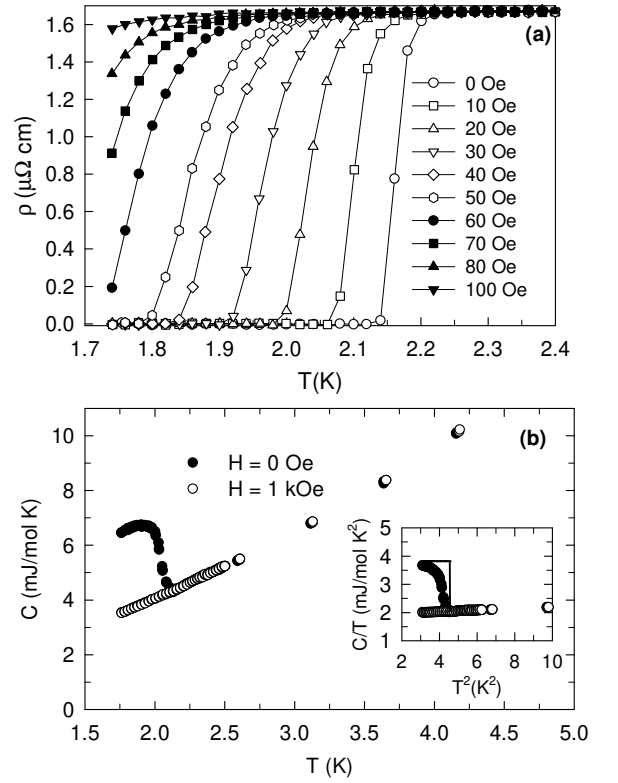 (a)
ρ (μΩ cm)
1.6
1.4
1.2
1.0
0.8
0.6
0.4
0.2
0.0
0 Oe
10 Oe
20 Oe
30 Oe
40 Oe
50 Oe
60 Oe
70 Oe
80 Oe
100 Oe
1.7 1.8 1.9 2.0 2.1 2.2 2.3 2.4
T(K)
(b)
C (mJ/mol K)
10
8
6
4
2
0
H = 0 Oe
H = 1 kOe
C/T (mJ/mol K²)
5
4
3
2
1
2 4 6 8 10
T²(K²)
1.5 2.0 2.5 3.0 3.5 4.0 4.5 5.0
T (K)